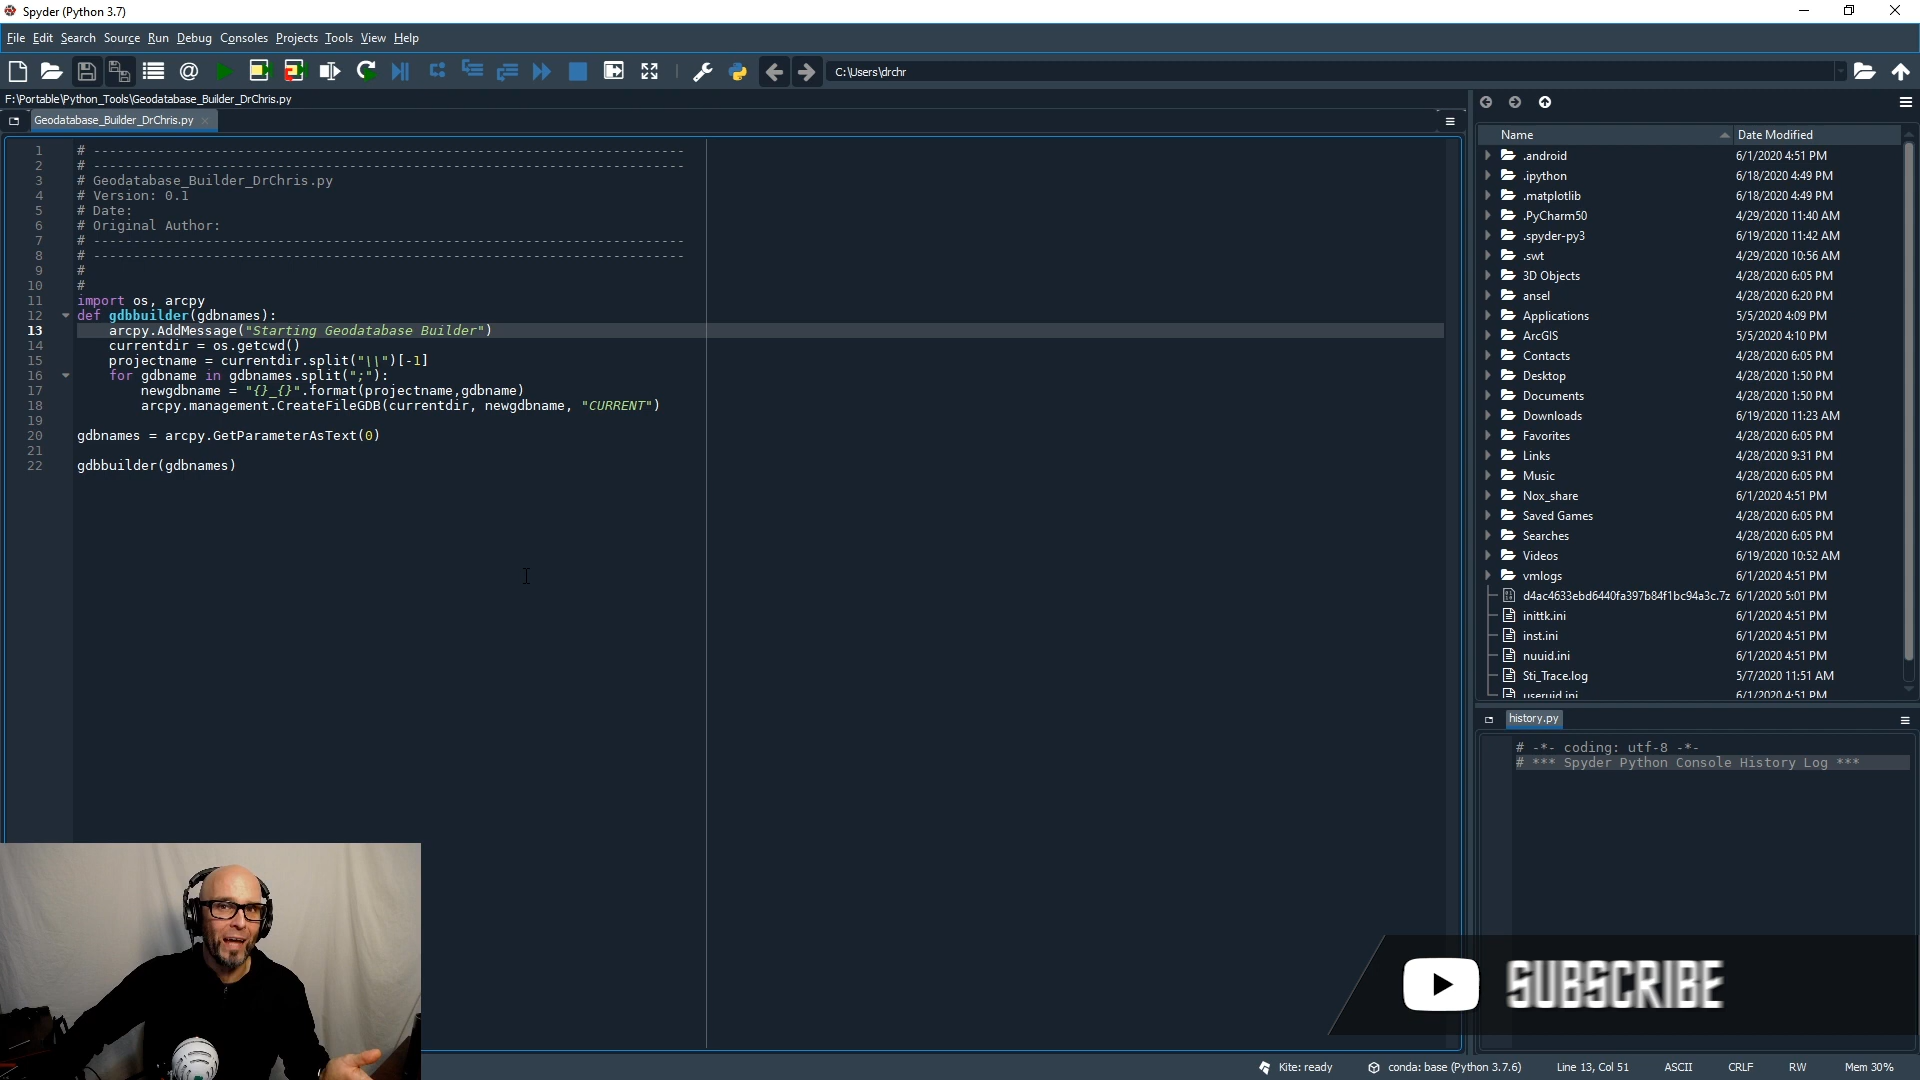 Spyder (Python 3.7)
File Edit Search Source Run Debug Consoles Projects Tools View Help
C:\Users\drchr
F:\Portable\Python_Tools\Geodatabase_Builder_DrChris.py
Geodatabase_Builder_DrChris.py
1 # --------------------------------------------------------------------------
2 # --------------------------------------------------------------------------
3 # Geodatabase_Builder_DrChris.py
4 # Version: 0.1
5 # Date:
6 # Original Author:
7 # --------------------------------------------------------------------------
8 # --------------------------------------------------------------------------
9 #
10 #
11 import os, arcpy
12 def gdbbuilder(gdbnames):
13 arcpy.AddMessage("Starting Geodatabase Builder")
14 currentdir = os.getcwd()
15 projectname = currentdir.split("\\")[-1]
16 for gdbname in gdbnames.split(";"):
17 newgdbname = "{}_{}".format(projectname,gdbname)
18 arcpy.management.CreateFileGDB(currentdir, newgdbname, "CURRENT")
19
20 gdbnames = arcpy.GetParameterAsText(0)
21
22 gdbbuilder(gdbnames)
Name Date Modified
.android 6/1/2020 4:51 PM
.ipython 6/18/2020 4:49 PM
.matplotlib 6/18/2020 4:49 PM
.PyCharm50 4/29/2020 11:40 AM
.spyder-py3 6/19/2020 11:42 AM
.swt 4/29/2020 10:56 AM
3D Objects 4/28/2020 6:05 PM
ansel 4/28/2020 6:20 PM
Applications 5/5/2020 4:09 PM
ArcGIS 5/5/2020 4:10 PM
Contacts 4/28/2020 6:05 PM
Desktop 4/28/2020 1:50 PM
Documents 4/28/2020 1:50 PM
Downloads 6/19/2020 11:23 AM
Favorites 4/28/2020 6:05 PM
Links 4/28/2020 9:31 PM
Music 4/28/2020 6:05 PM
Nox_share 6/1/2020 4:51 PM
Saved Games 4/28/2020 6:05 PM
Searches 4/28/2020 6:05 PM
Videos 6/19/2020 10:52 AM
vmlogs 6/1/2020 4:51 PM
d4ac4633ebd6440fa397b84f1bc94a3c.7z 6/1/2020 5:01 PM
inittk.ini 6/1/2020 4:51 PM
inst.ini 6/1/2020 4:51 PM
nuuid.ini 6/1/2020 4:51 PM
Sti_Trace.log 5/7/2020 11:51 AM
useruid.ini 6/1/2020 4:51 PM
history.py
# -*- coding: utf-8 -*-
# *** Spyder Python Console History Log ***
SUBSCRIBE
Kite: ready conda: base (Python 3.7.6) Line 13, Col 51 ASCII CRLF RW Mem 30%